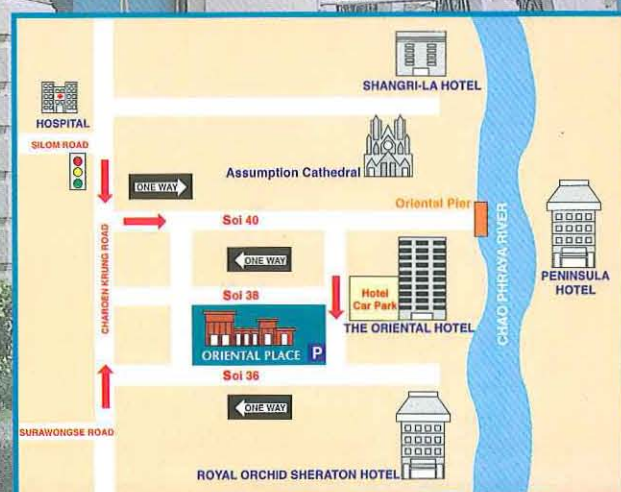 SHANGRI-LA HOTEL
HOSPITAL
SILOM ROAD
ONE WAY
Assumption Cathedral
Oriental Pier
Soi 40
CHAROEN KRUNG ROAD
CHAO PHRAYA RIVER
ONE WAY
PENINSULA
HOTEL
Soi 38
Hotel
Car Park
THE ORIENTAL HOTEL
ORIENTAL PLACE
P
Soi 36
ONE WAY
SURAWONGSE ROAD
ROYAL ORCHID SHERATON HOTEL